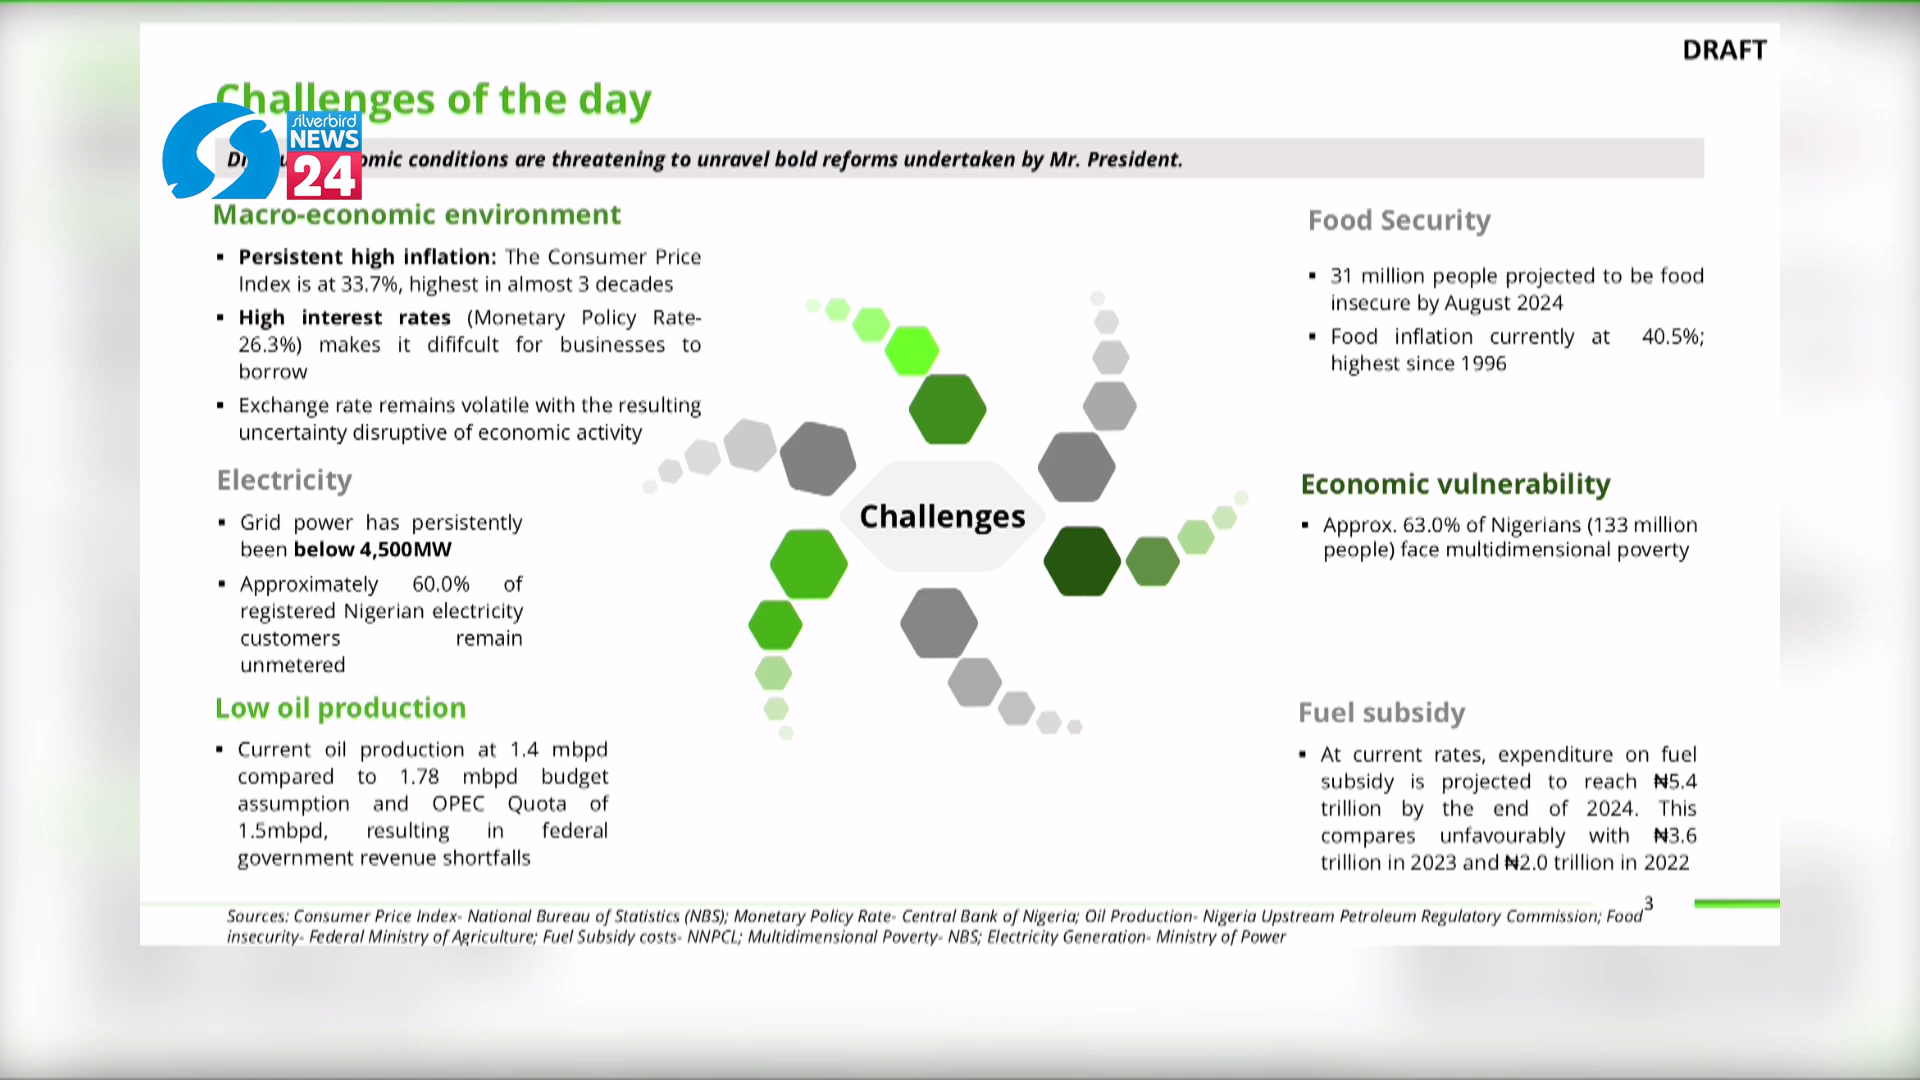 DRAFT
Challenges of the day
silverbird
NEWS
24
omic conditions are threatening to unravel bold reforms undertaken by Mr. President.
Macro-economic environment
▪ Persistent high inflation: The Consumer Price
Index is at 33.7%, highest in almost 3 decades
▪ High interest rates (Monetary Policy Rate-
26.3%) makes it dififcult for businesses to
borrow
▪ Exchange rate remains volatile with the resulting
uncertainty disruptive of economic activity
Electricity
▪ Grid power has persistently
been below 4,500MW
▪ Approximately 60.0% of
registered Nigerian electricity
customers remain
unmetered
Low oil production
▪ Current oil production at 1.4 mbpd
compared to 1.78 mbpd budget
assumption and OPEC Quota of
1.5mbpd, resulting in federal
government revenue shortfalls
Challenges
Food Security
▪ 31 million people projected to be food
insecure by August 2024
▪ Food inflation currently at 40.5%;
highest since 1996
Economic vulnerability
▪ Approx. 63.0% of Nigerians (133 million
people) face multidimensional poverty
Fuel subsidy
▪ At current rates, expenditure on fuel
subsidy is projected to reach ₦5.4
trillion by the end of 2024. This
compares unfavourably with ₦3.6
trillion in 2023 and ₦2.0 trillion in 2022
Sources: Consumer Price Index- National Bureau of Statistics (NBS); Monetary Policy Rate- Central Bank of Nigeria; Oil Production- Nigeria Upstream Petroleum Regulatory Commission; Food
insecurity- Federal Ministry of Agriculture; Fuel Subsidy costs- NNPCL; Multidimensional Poverty- NBS; Electricity Generation- Ministry of Power
3